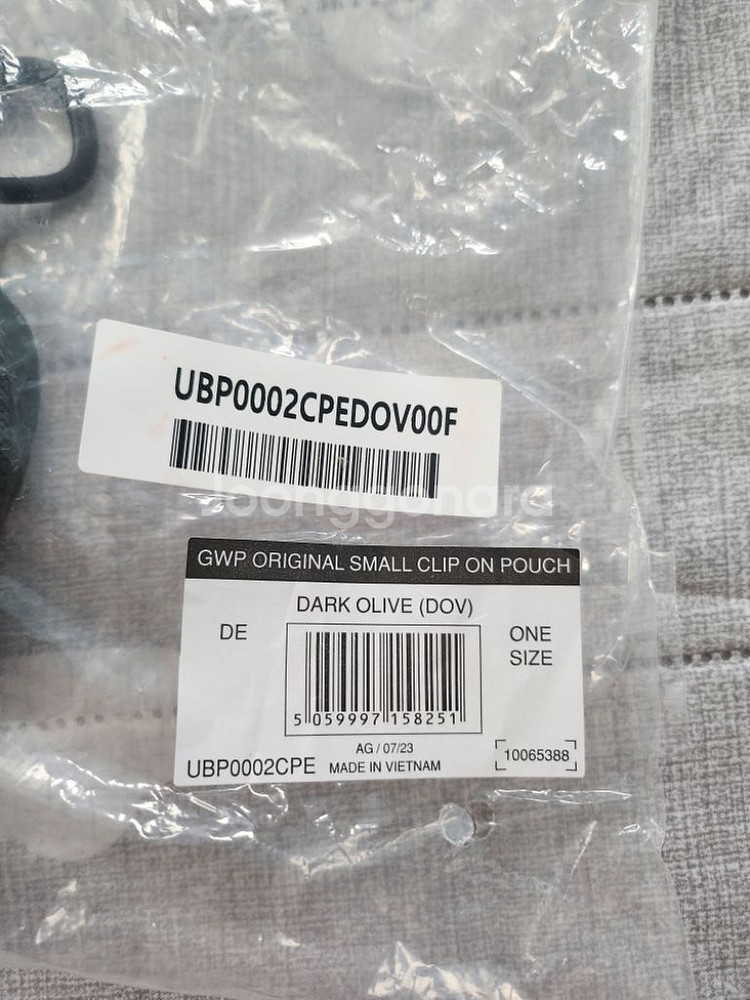 UBP0002CPEDOV00F
joonggonara
GWP ORIGINAL SMALL CLIP ON POUCH
DARK OLIVE (DOV)
DE
ONE
SIZE
5 059997 158251
AG / 07/23
UBP0002CPE MADE IN VIETNAM
10065388